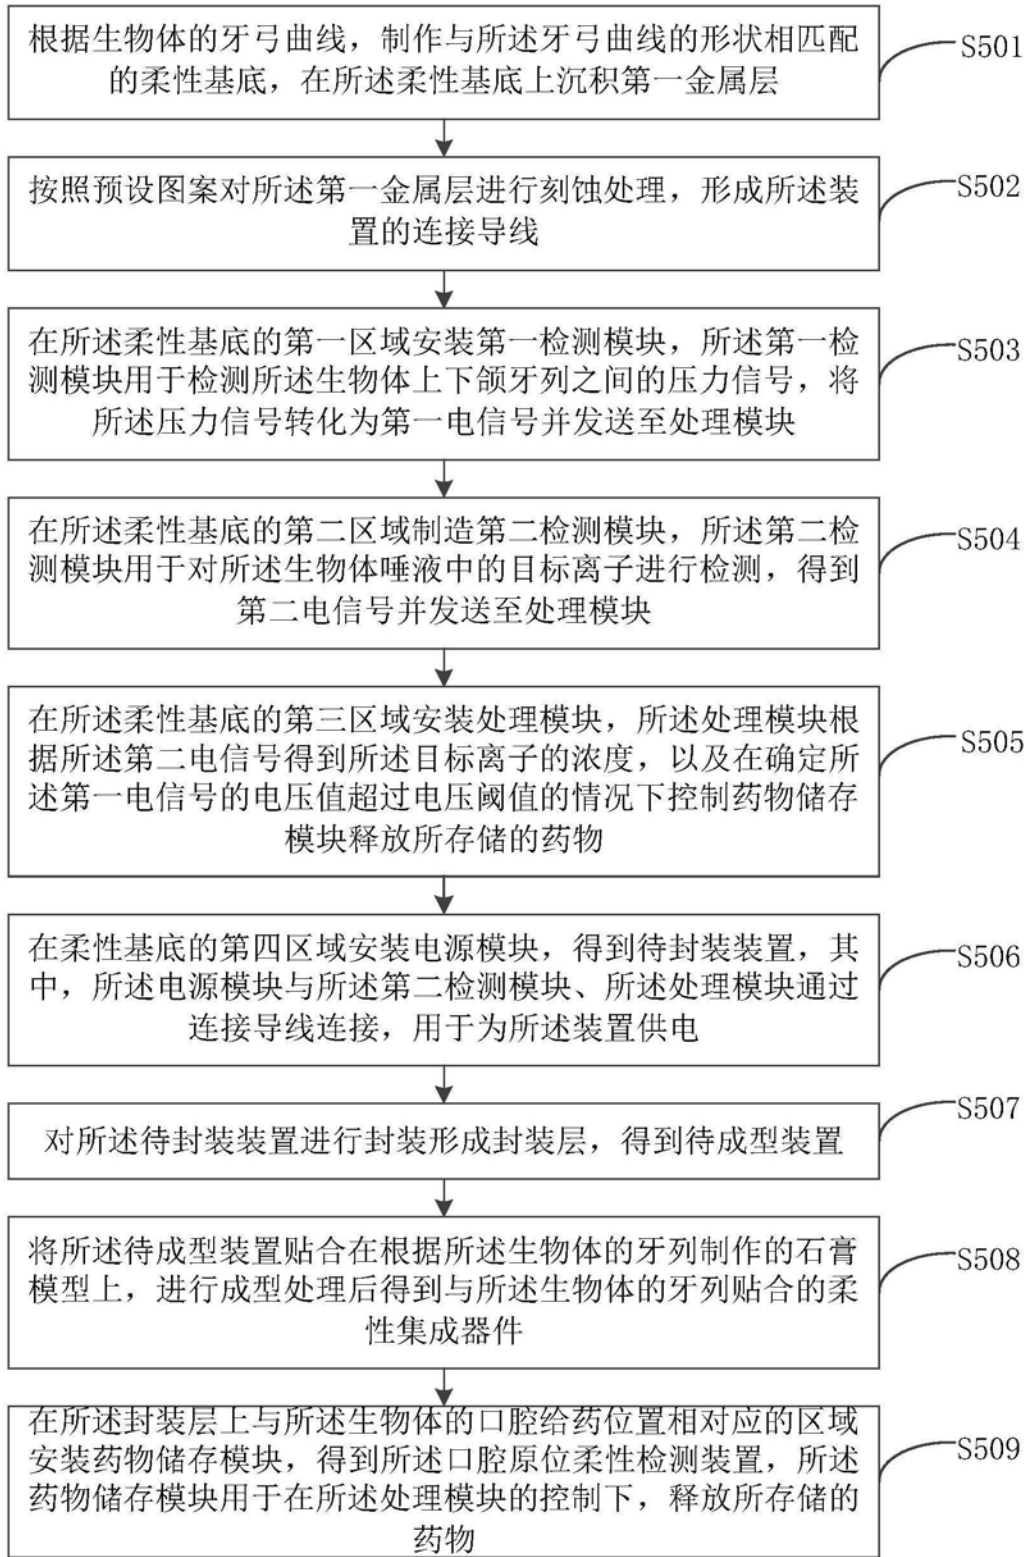 根据生物体的牙弓曲线，制作与所述牙弓曲线的形状相匹配
的柔性基底，在所述柔性基底上沉积第一金属层
S501
按照预设图案对所述第一金属层进行刻蚀处理，形成所述装
置的连接导线
S502
在所述柔性基底的第一区域安装第一检测模块，所述第一检
测模块用于检测所述生物体上下颌牙列之间的压力信号，将
所述压力信号转化为第一电信号并发送至处理模块
S503
在所述柔性基底的第二区域制造第二检测模块，所述第二检
测模块用于对所述生物体唾液中的目标离子进行检测，得到
第二电信号并发送至处理模块
S504
在所述柔性基底的第三区域安装处理模块，所述处理模块根
据所述第二电信号得到所述目标离子的浓度，以及在确定所
述第一电信号的电压值超过电压阈值的情况下控制药物储存
模块释放所存储的药物
S505
在柔性基底的第四区域安装电源模块，得到待封装装置，其
中，所述电源模块与所述第二检测模块、所述处理模块通过
连接导线连接，用于为所述装置供电
S506
对所述待封装装置进行封装形成封装层，得到待成型装置
S507
将所述待成型装置贴合在根据所述生物体的牙列制作的石膏
模型上，进行成型处理后得到与所述生物体的牙列贴合的柔
性集成器件
S508
在所述封装层上与所述生物体的口腔给药位置相对应的区域
安装药物储存模块，得到所述口腔原位柔性检测装置，所述
药物储存模块用于在所述处理模块的控制下，释放所存储的
药物
S509